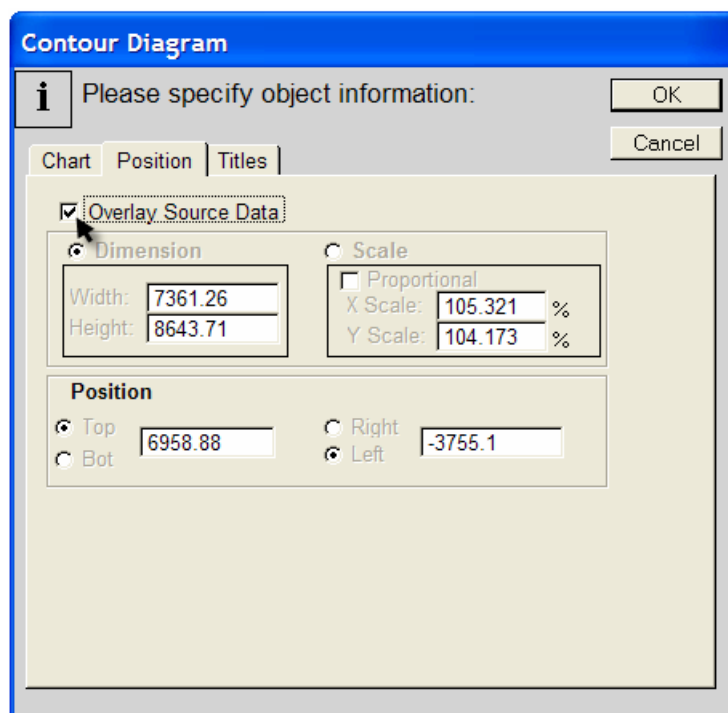 Contour Diagram
i Please specify object information:
OK
Cancel
Chart Position Titles
Overlay Source Data
Dimension
Width: 7361.26
Height: 8643.71
Scale
Proportional
X Scale: 105.321 %
Y Scale: 104.173 %
Position
Top
Bot
6958.88
Right
Left
-3755.1